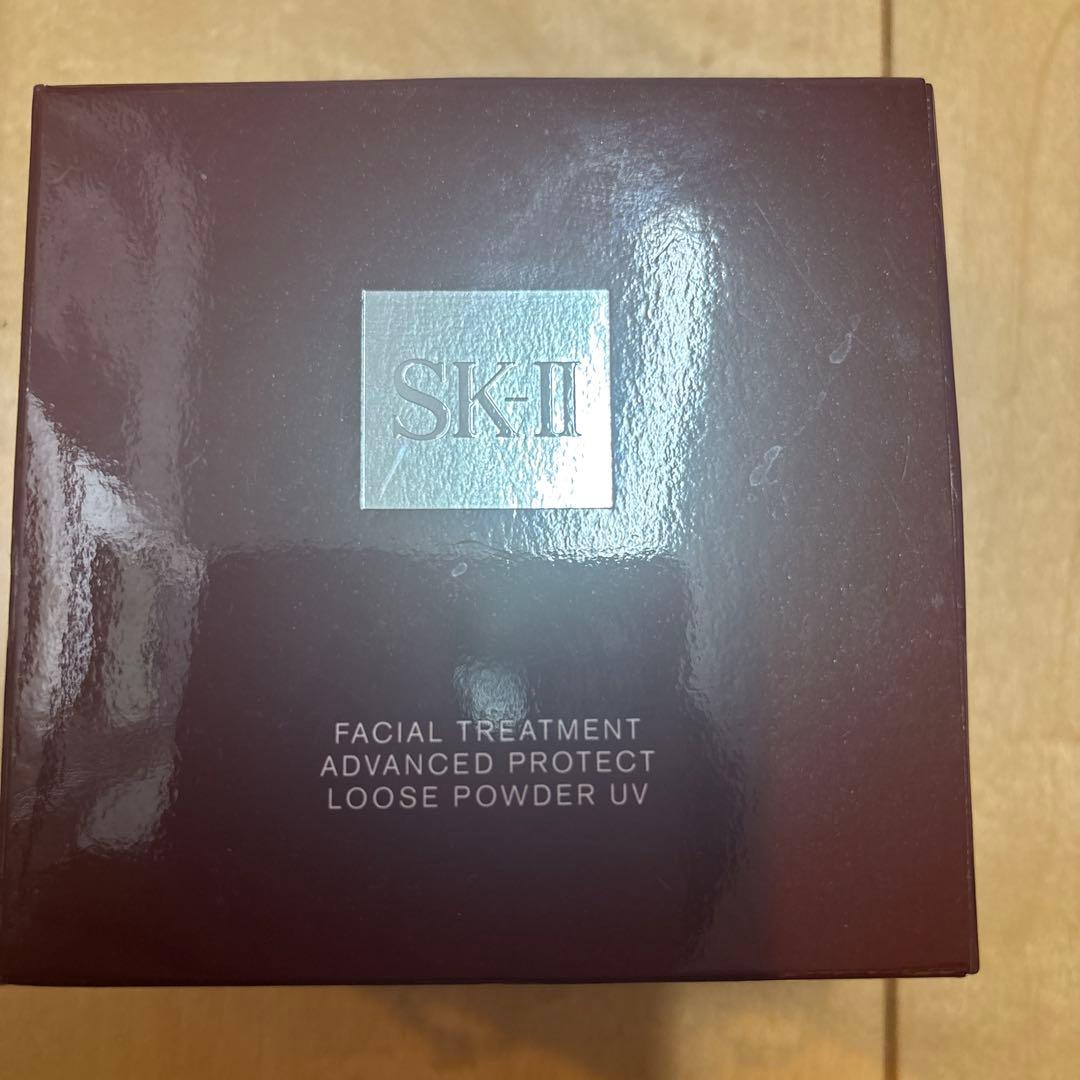 SK-II
FACIAL TREATMENT
ADVANCED PROTECT
LOOSE POWDER UV